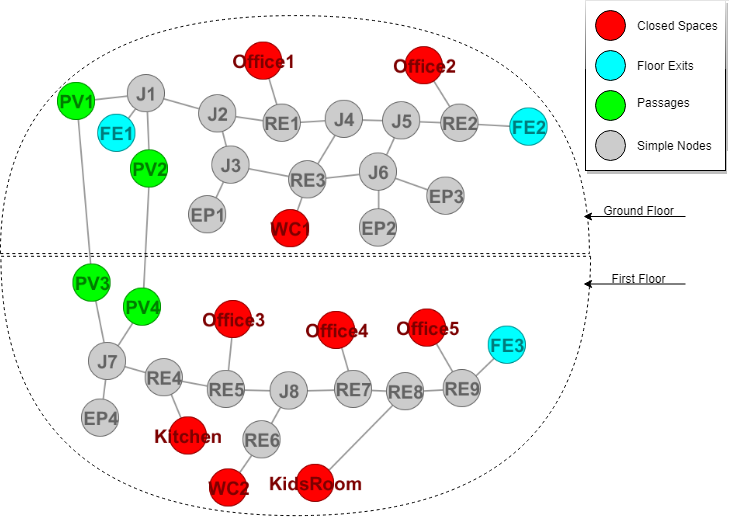 Closed Spaces
Floor Exits
Passages
Simple Nodes
Office1
Office2
PV1
J1
J2
FE1
RE1
J4
J5
RE2
FE2
PV2
J3
RE3
J6
EP3
EP1
WC1
EP2
Ground Floor
First Floor
PV3
PV4
Office3
Office4
Office5
FE3
J7
RE4
RE5
J8
RE7
RE8
RE9
EP4
Kitchen
RE6
WC2
KidsRoom